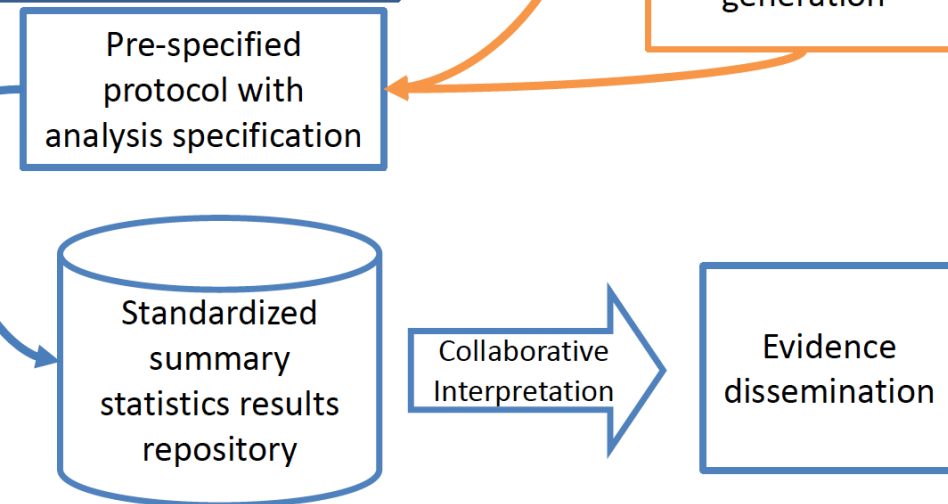 generation
Pre-specified
protocol with
analysis specification
Standardized
summary
statistics results
repository
Collaborative
Interpretation
Evidence
dissemination